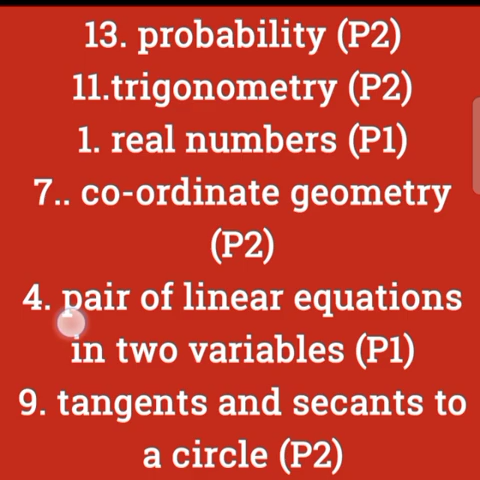 13. probability (P2)
11.trigonometry (P2)
1. real numbers (P1)
7.. co-ordinate geometry
(P2)
4. pair of linear equations
in two variables (P1)
9. tangents and secants to
a circle (P2)